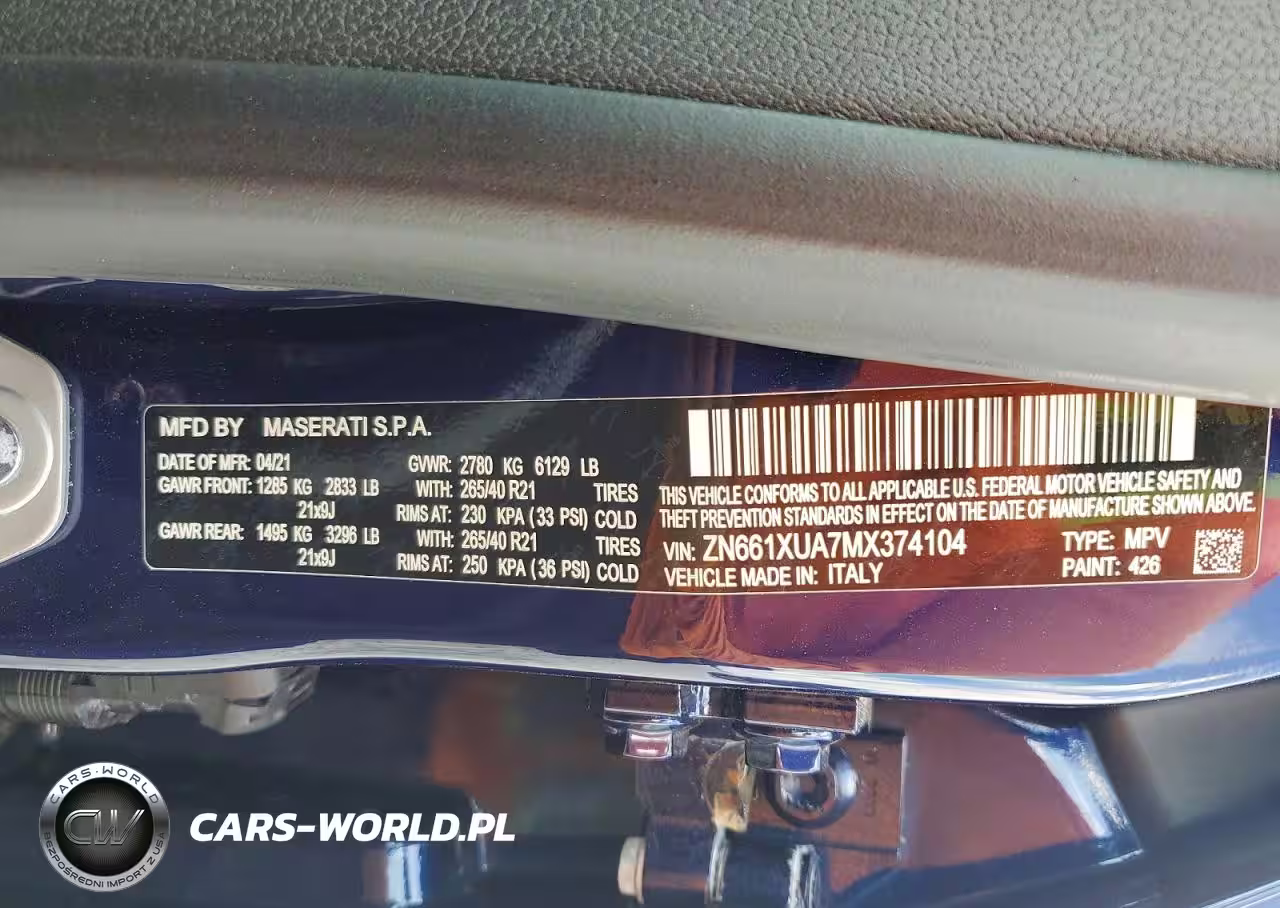 MFD BY MASERATI S.P.A.
DATE OF MFR: 04/21 GVWR: 2780 KG 6129 LB
GAWR FRONT: 1285 KG 2833 LB WITH: 265/40 R21 TIRES
21x9J RIMS AT: 230 KPA (33 PSI) COLD
GAWR REAR: 1495 KG 3296 LB WITH: 265/40 R21 TIRES
21x9J RIMS AT: 250 KPA (36 PSI) COLD
THIS VEHICLE CONFORMS TO ALL APPLICABLE U.S. FEDERAL MOTOR VEHICLE SAFETY AND
THEFT PREVENTION STANDARDS IN EFFECT ON THE DATE OF MANUFACTURE SHOWN ABOVE.
VIN: ZN661XUA7MX374104 TYPE: MPV
VEHICLE MADE IN: ITALY PAINT: 426
CARS-WORLD
CW
BEZPOŚREDNI IMPORT Z USA
CARS-WORLD.PL